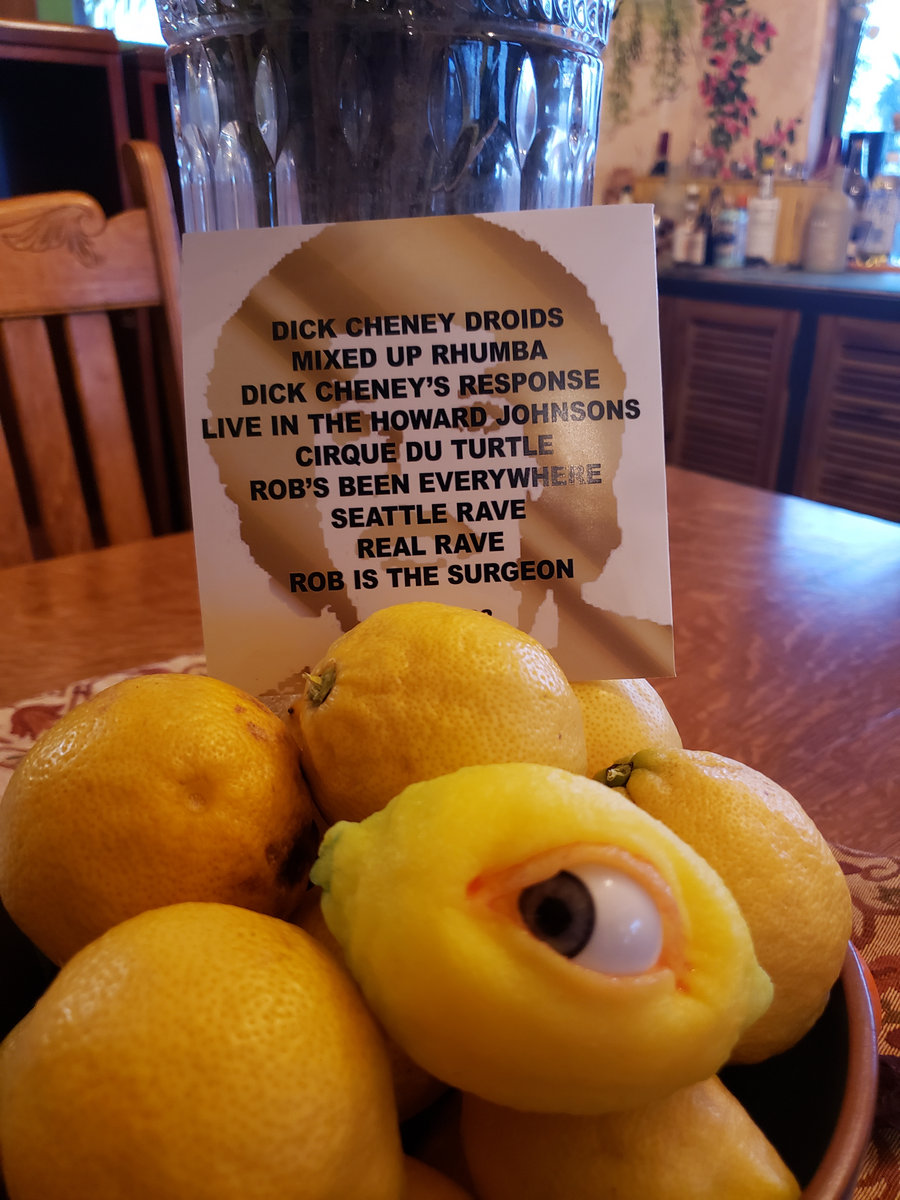 DICK CHENEY DROIDS
MIXED UP RHUMBA
DICK CHENEY'S RESPONSE
LIVE IN THE HOWARD JOHNSONS
CIRQUE DU TURTLE
ROB'S BEEN EVERYWHERE
SEATTLE RAVE
REAL RAVE
ROB IS THE SURGEON